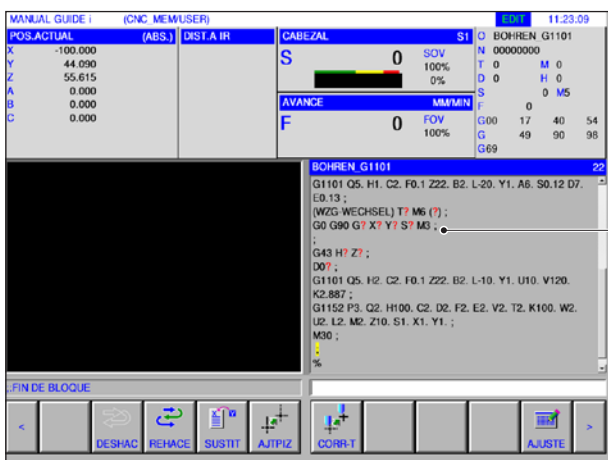 MANUAL GUIDE i (CNC_MEM/USER) EDIT 11:23:09
POS.ACTUAL (ABS.) DIST.A IR CABEZAL S1 O BOHREN_G1101
X -100.000 S 0 SOV N 00000000
Y 44.090 100% T 0 M 0
Z 55.615 0% D 0 H 0
A 0.000 S 0 M5
B 0.000 AVANCE MM/MIN F 0
C 0.000 F 0 FOV G00 17 40 54
100% G 49 90 98
G69
BOHREN_G1101 22
G1101 Q5. H1. C2. F0.1 Z22. B2. L-20. Y1. A6. S0.12 D7.
E0.13 ;
(WZG-WECHSEL) T? M6 (?) ;
G0 G90 G? X? Y? S? M3 ;
;
G43 H? Z? ;
D0? ;
G1101 Q5. H2. C2. F0.1 Z22. B2. L-10. Y1. U10. V120.
K2.887 ;
G1152 P3. Q2. H100. C2. D2. F2. E2. V2. T2. K100. W2.
U2. L2. M2. Z10. S1. X1. Y1. ;
M30 ;
;
%
;:FIN DE BLOQUE
< DESHAC REHACE SUSTIT AJTPIZ CORR-T AJUSTE >